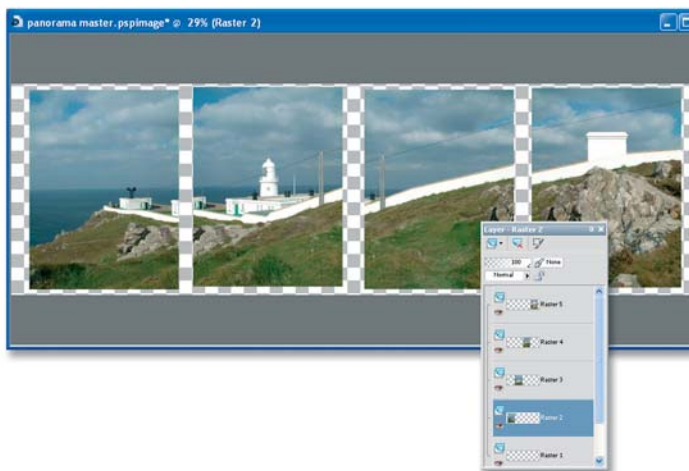 panorama master.pspimage* @ 29% (Raster 2)
Layer - Raster 2
100
None
Normal
Raster 5
Raster 4
Raster 3
Raster 2
Raster 1